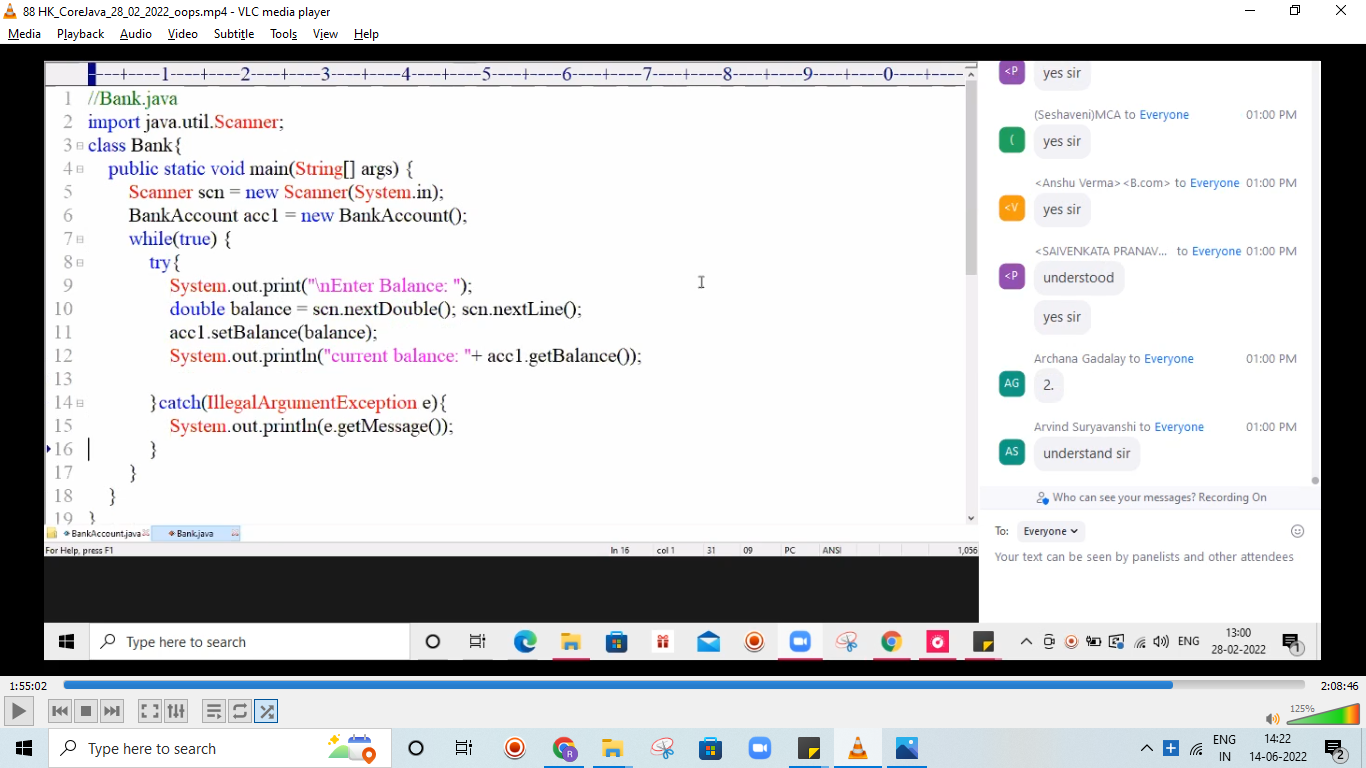 88 HK_CoreJava_28_02_2022_oops.mp4 - VLC media player
Media Playback Audio Video Subtitle Tools View Help
----+----1----+----2----+----3----+----4----+----5----+----6----+----7----+----8----+----9----+----0----+----
1 //Bank.java
2 import java.util.Scanner;
3 class Bank{
4 public static void main(String[] args) {
5 Scanner scn = new Scanner(System.in);
6 BankAccount acc1 = new BankAccount();
7 while(true) {
8 try{
9 System.out.print("\nEnter Balance: ");
10 double balance = scn.nextDouble(); scn.nextLine();
11 acc1.setBalance(balance);
12 System.out.println("current balance: "+ acc1.getBalance());
13
14 }catch(IllegalArgumentException e){
15 System.out.println(e.getMessage());
16 }
17 }
18 }
19 }
BankAccount.java Bank.java
For Help, press F1 ln 16 col 1 31 09 PC ANSI 1,056
<P yes sir
(Seshaveni)MCA to Everyone 01:00 PM
( yes sir
<Anshu Verma><B.com> to Everyone 01:00 PM
<V yes sir
<SAIVENKATA PRANAV... to Everyone 01:00 PM
<P understood
yes sir
Archana Gadalay to Everyone 01:00 PM
AG 2.
Arvind Suryavanshi to Everyone 01:00 PM
AS understand sir
Who can see your messages? Recording On
To: Everyone
Your text can be seen by panelists and other attendees
Type here to search ENG 13:00
28-02-2022 1
1:55:02 2:08:46
125%
Type here to search R ENG 14:22
IN 14-06-2022 2